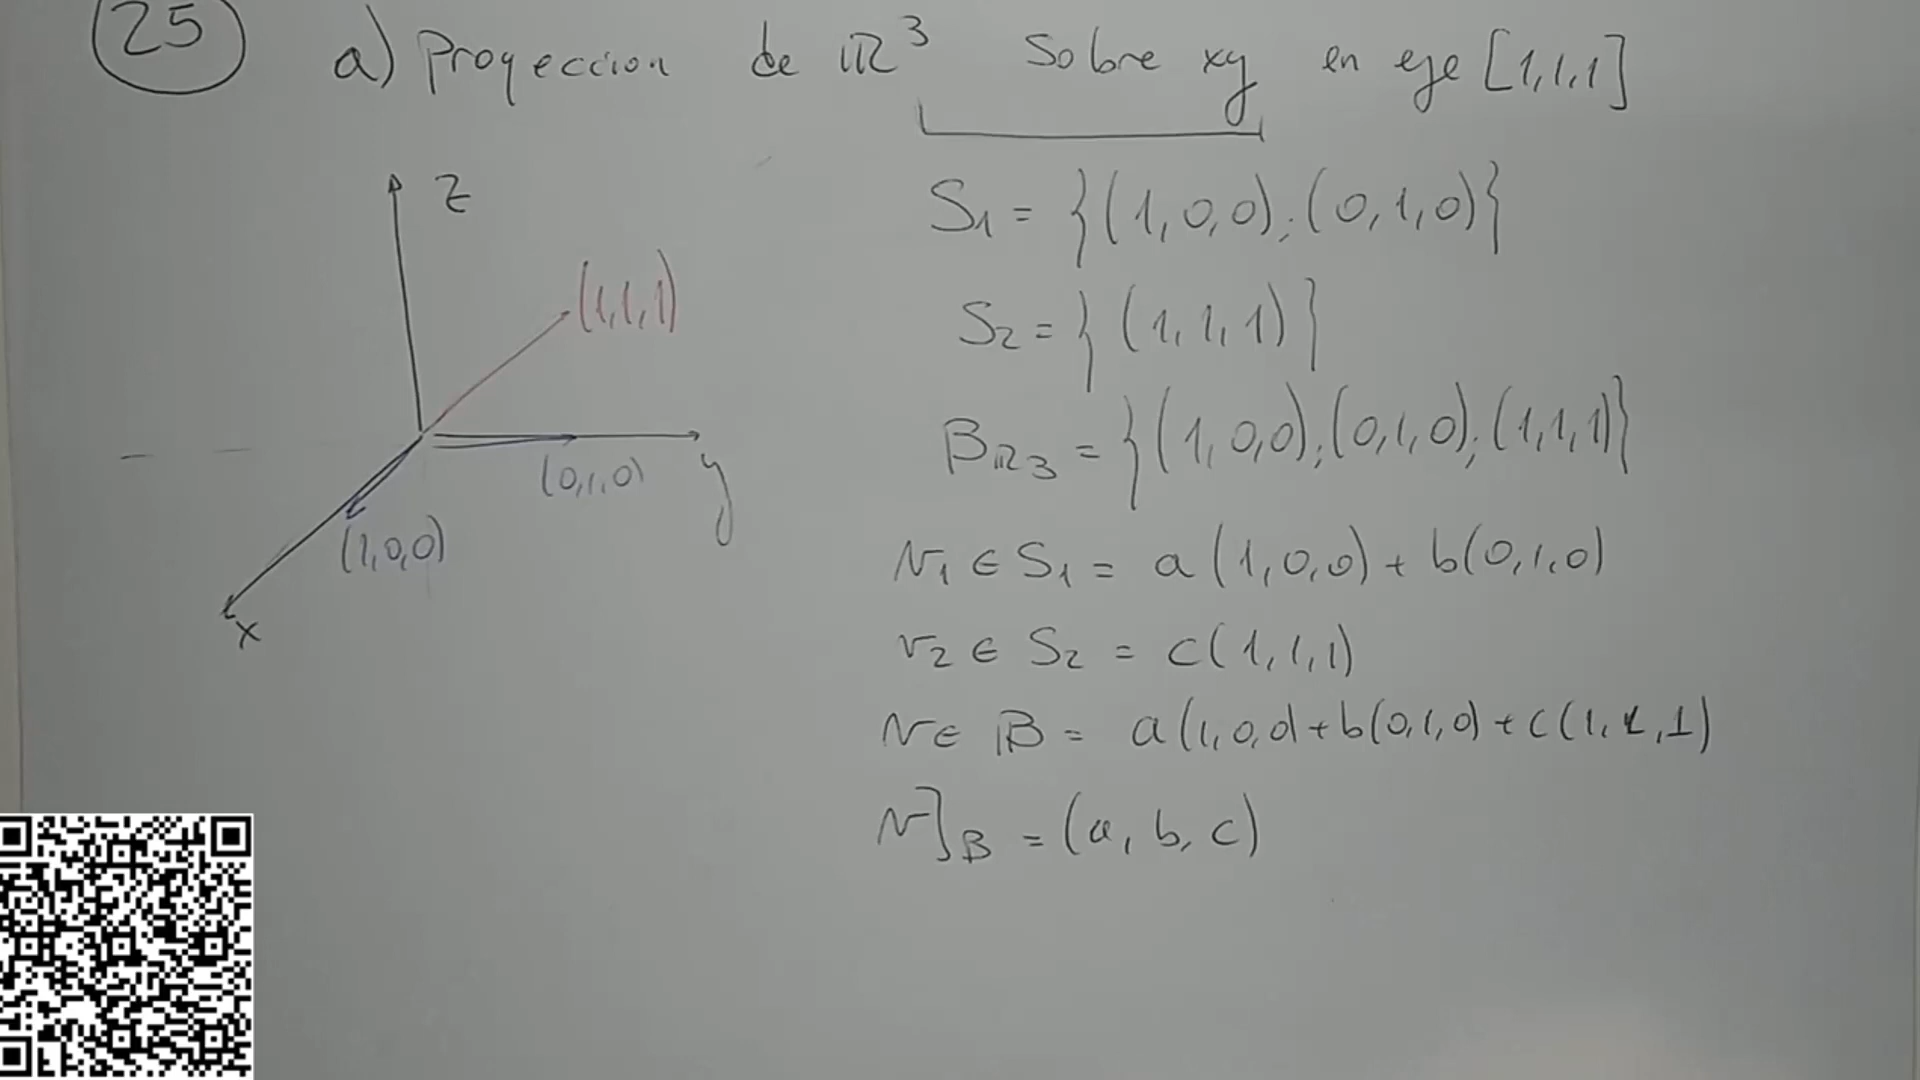 25
a) Proyeccion de ℝ³ Sobre xy en eje [1,1,1]
z
(1,1,1)
(0,1,0)
y
(1,0,0)
x
S1 = {(1,0,0);(0,1,0)}
S2 = {(1,1,1)}
Bℝ3 = {(1,0,0);(0,1,0);(1,1,1)}
v1 ∈ S1 = a(1,0,0) + b(0,1,0)
v2 ∈ S2 = c(1,1,1)
v ∈ B = a(1,0,0)+b(0,1,0)+c(1,1,1)
v]B = (a,b,c)